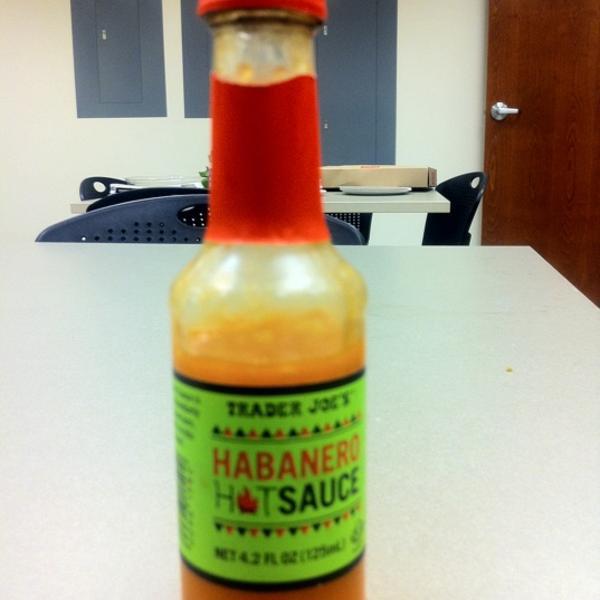 TRADER JOE'S
HABANERO
HOT SAUCE
NET 4.2 FL OZ (125mL)